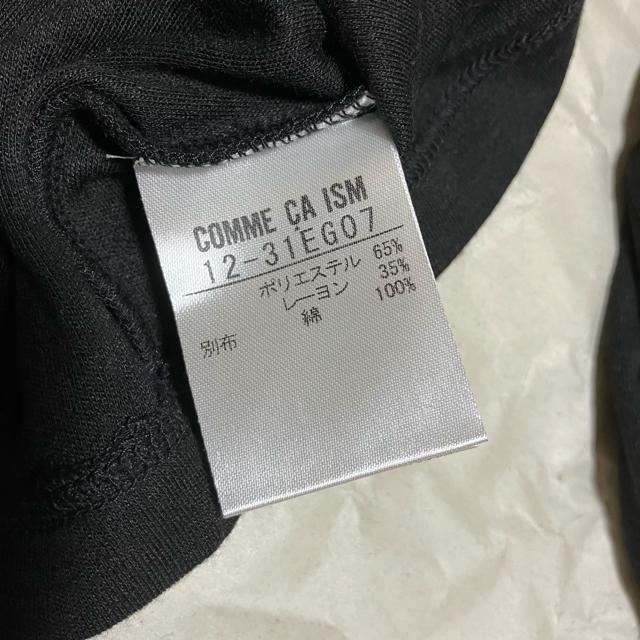 COMME ÇA ISM
12-31EG07
ポリエステル 65%
レーヨン 35%
別布 綿 100%